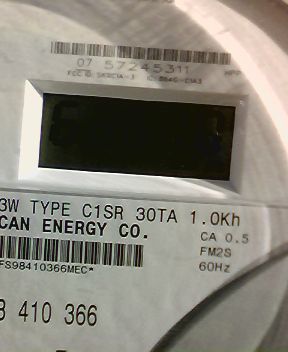 07 57245311
3W TYPE C1SR 30TA 1.0Kh
CAN ENERGY CO.
CA 0.5
FM2S
FS98410366MEC*
60Hz
8 410 366